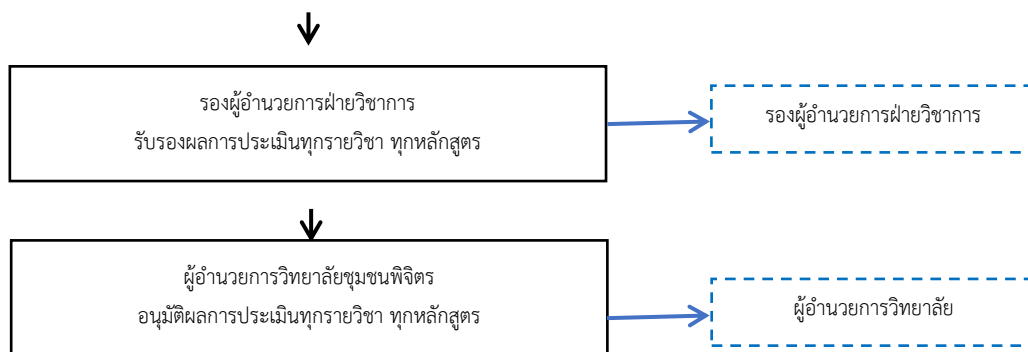 รองผู้อำนวยการฝ่ายวิชาการ
รับรองผลการประเมินทุกรายวิชา ทุกหลักสูตร
รองผู้อำนวยการฝ่ายวิชาการ
ผู้อำนวยการวิทยาลัยชุมชนพิจิตร
อนุมัติผลการประเมินทุกรายวิชา ทุกหลักสูตร
ผู้อำนวยการวิทยาลัย